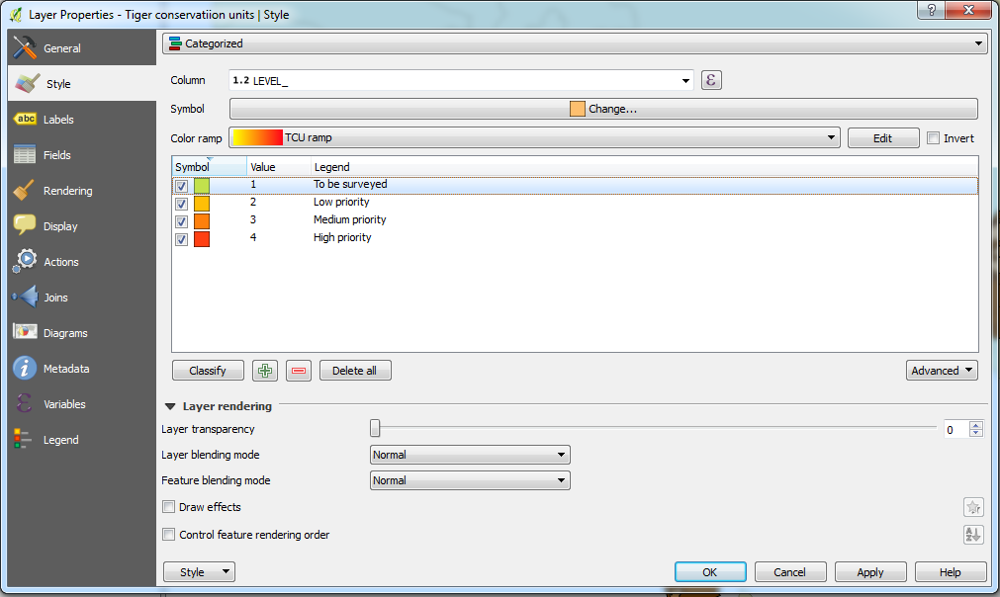 Layer Properties - Tiger conservatiion units | Style
?
General
Style
abc Labels
Fields
Rendering
Display
Actions
Joins
Diagrams
Metadata
Variables
Legend
Categorized
Column 1.2 LEVEL_ ε
Symbol Change...
Color ramp TCU ramp Edit Invert
Symbol Value Legend
1 To be surveyed
2 Low priority
3 Medium priority
4 High priority
Classify Delete all Advanced
Layer rendering
Layer transparency 0
Layer blending mode Normal
Feature blending mode Normal
Draw effects
Control feature rendering order
Style OK Cancel Apply Help